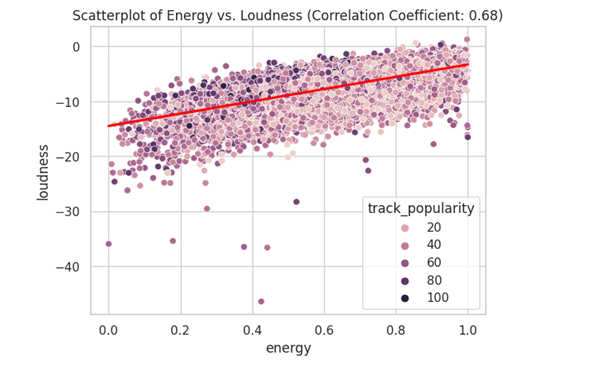 Scatterplot of Energy vs. Loudness (Correlation Coefficient: 0.68)
0
−10
−20
−30
−40
loudness
track_popularity
20
40
60
80
100
0.0 0.2 0.4 0.6 0.8 1.0
energy